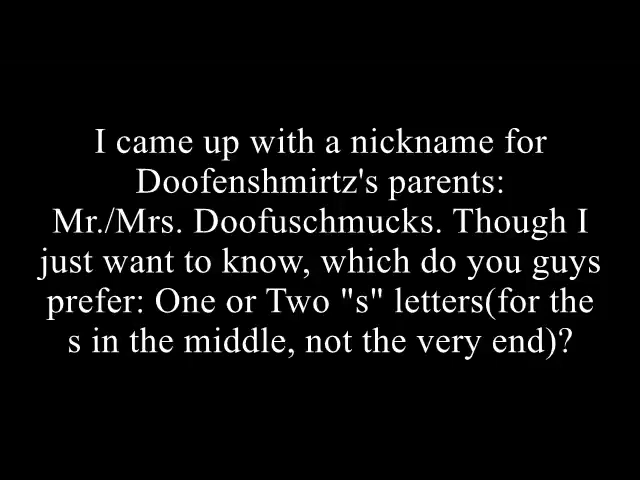 I came up with a nickname for
Doofenshmirtz's parents:
Mr./Mrs. Doofuschmucks. Though I
just want to know, which do you guys
prefer: One or Two "s" letters(for the
s in the middle, not the very end)?